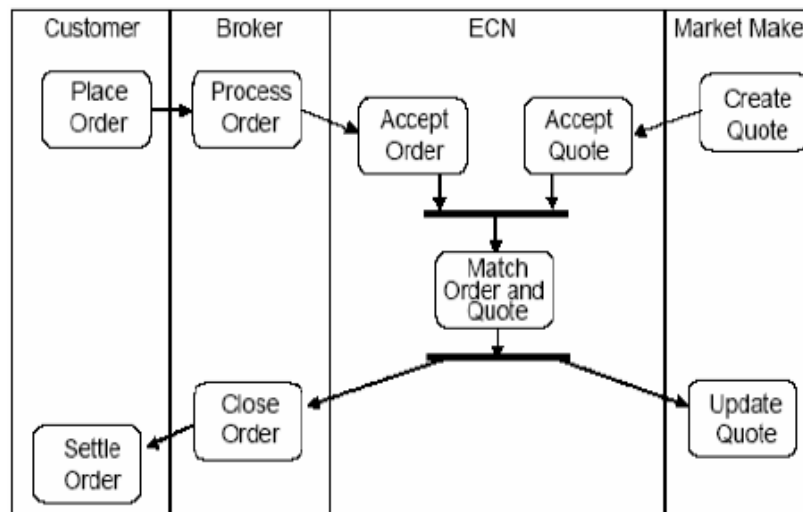 Customer
Broker
ECN
Market Make
Place
Order
Process
Order
Accept
Order
Accept
Quote
Create
Quote
Match
Order and
Quote
Close
Order
Update
Quote
Settle
Order